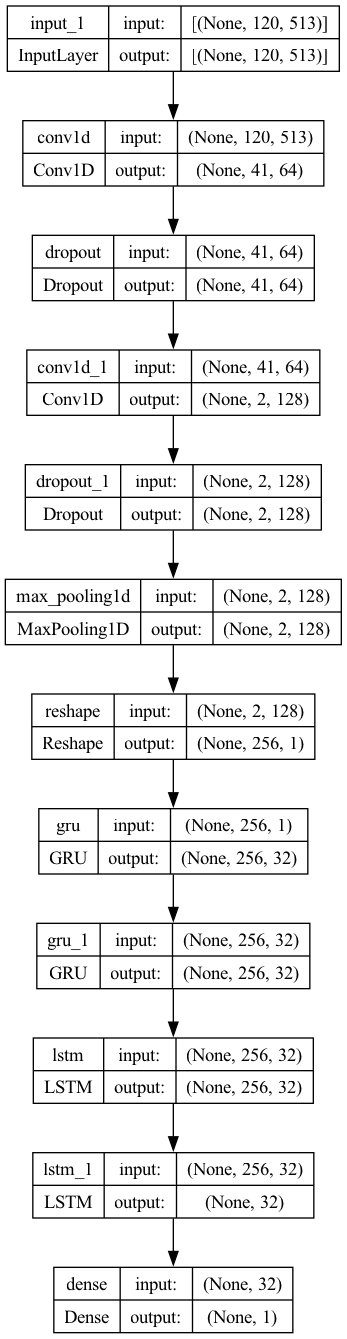 input_1 input: [(None, 120, 513)]
InputLayer output: [(None, 120, 513)]
conv1d input: (None, 120, 513)
Conv1D output: (None, 41, 64)
dropout input: (None, 41, 64)
Dropout output: (None, 41, 64)
conv1d_1 input: (None, 41, 64)
Conv1D output: (None, 2, 128)
dropout_1 input: (None, 2, 128)
Dropout output: (None, 2, 128)
max_pooling1d input: (None, 2, 128)
MaxPooling1D output: (None, 2, 128)
reshape input: (None, 2, 128)
Reshape output: (None, 256, 1)
gru input: (None, 256, 1)
GRU output: (None, 256, 32)
gru_1 input: (None, 256, 32)
GRU output: (None, 256, 32)
lstm input: (None, 256, 32)
LSTM output: (None, 256, 32)
lstm_1 input: (None, 256, 32)
LSTM output: (None, 32)
dense input: (None, 32)
Dense output: (None, 1)